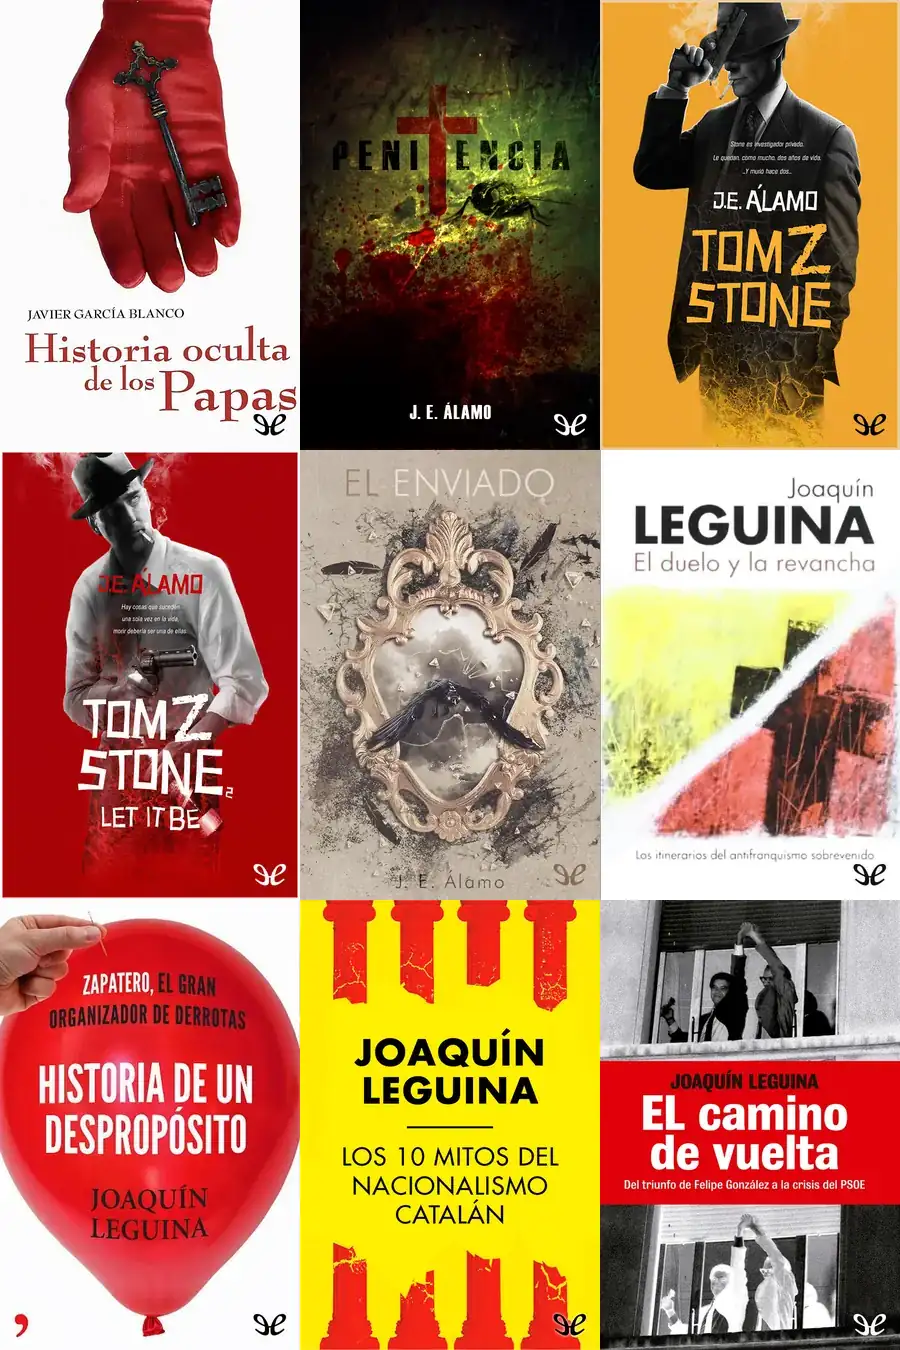 JAVIER GARCÍA BLANCO
Historia oculta
de los Papas
PENITENCIA
J. E. ÁLAMO
Stone es investigador privado.
Le quedan, como mucho, dos años de vida.
...Y murió hace dos...
J.E. ÁLAMO
TOM Z
STONE
J.E. ÁLAMO
Hay cosas que suceden
una sola vez en la vida,
morir debería ser una de ellas.
TOM Z
STONE 2
LET IT BE
EL ENVIADO
J. E. Álamo
Joaquín
LEGUINA
El duelo y la revancha
Los itinerarios del antifranquismo sobrevenido
ZAPATERO, EL GRAN
ORGANIZADOR DE DERROTAS
HISTORIA DE UN
DESPROPÓSITO
JOAQUÍN
LEGUINA
JOAQUÍN
LEGUINA
LOS 10 MITOS DEL
NACIONALISMO
CATALÁN
JOAQUÍN LEGUINA
EL camino
de vuelta
Del triunfo de Felipe González a la crisis del PSOE